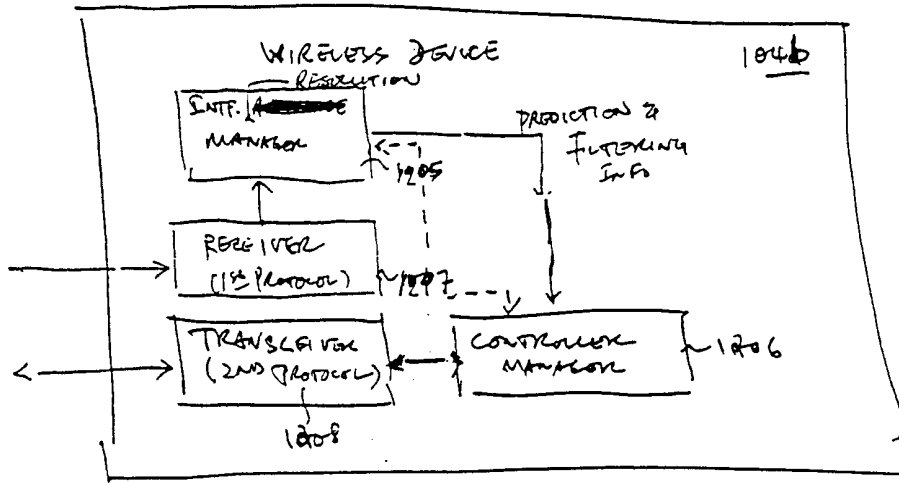 WIRELESS DEVICE
104b
RESOLUTION
INTF.
MANAGER
PREDICTION &
FILTERING
INFO
1205
RECEIVER
(1st PROTOCOL)
1207
TRANSCEIVER
(2ND PROTOCOL)
CONTROLLER
MANAGER
1206
1208